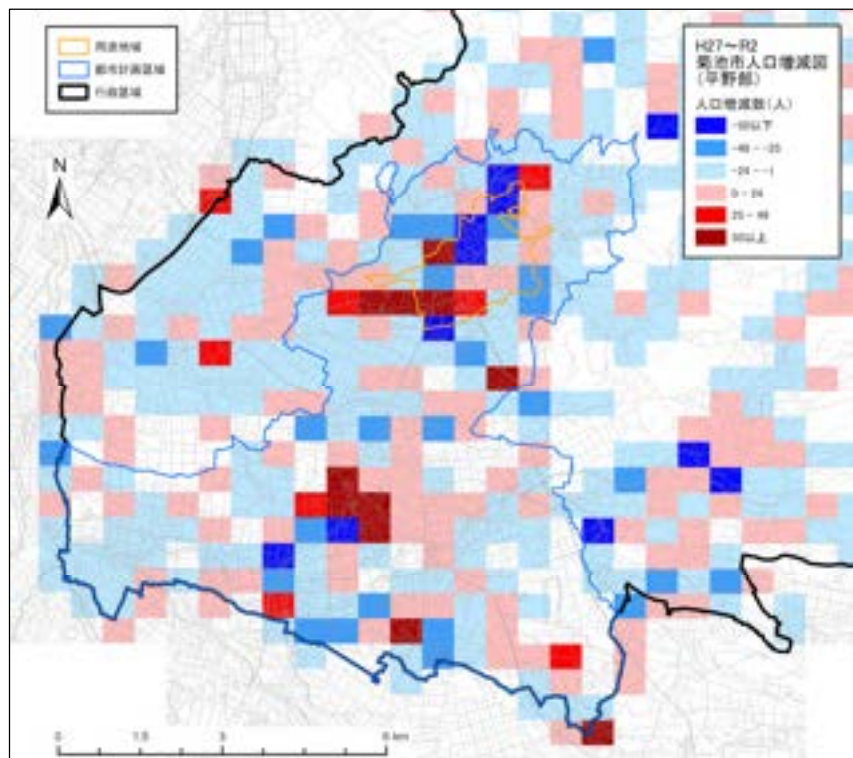 用途地域
都市計画区域
行政区域
H27～R2
菊池市人口増減図
(平野部)
人口増減数(人)
-50以下
-49 - -25
-24 - -1
0 - 24
25 - 49
50以上
N
0 1.5 3 6 km